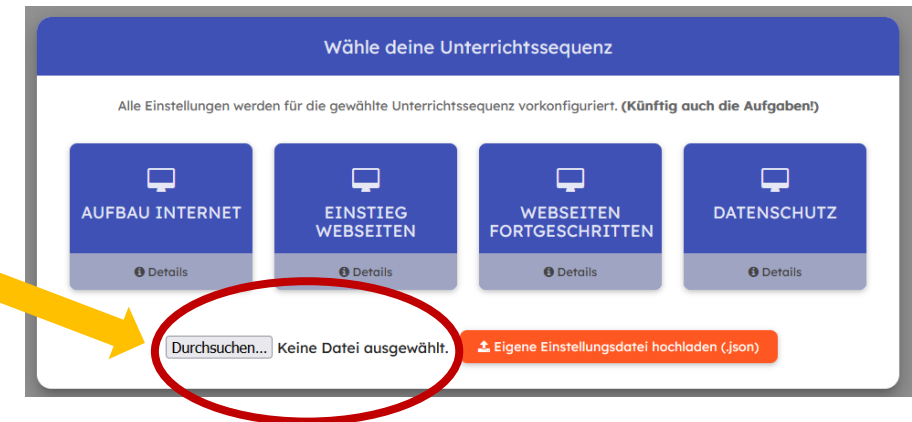 Wähle deine Unterrichtssequenz
Alle Einstellungen werden für die gewählte Unterrichtssequenz vorkonfiguriert. (Künftig auch die Aufgaben!)
AUFBAU INTERNET
Details
EINSTIEG
WEBSEITEN
Details
WEBSEITEN
FORTGESCHRITTEN
Details
DATENSCHUTZ
Details
Durchsuchen... Keine Datei ausgewählt. Eigene Einstellungsdatei hochladen (.json)